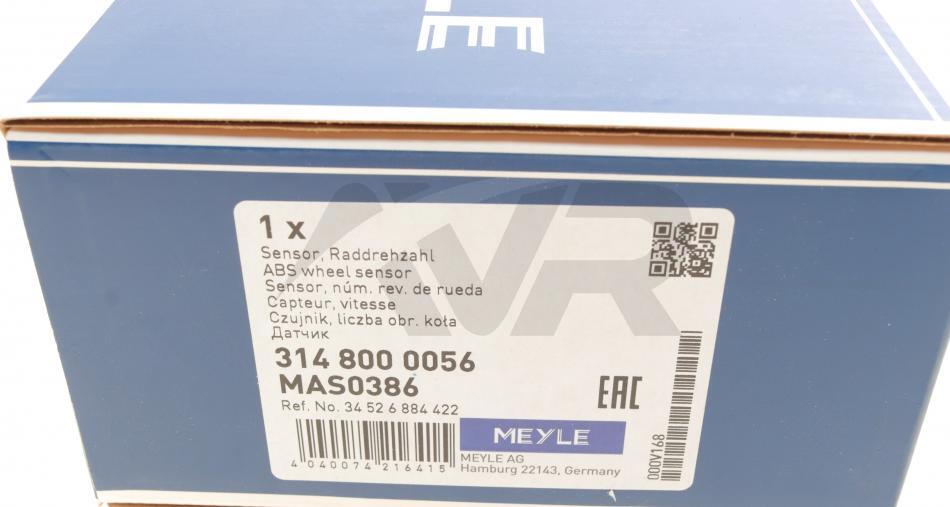 LE
1 x
Sensor, Raddrehzahl
ABS wheel sensor
Sensor, núm. rev. de rueda
Capteur, vitesse
Czujnik, liczba obr. koła
Датчик
314 800 0056
MAS0386
Ref. No. 34 52 6 884 422
EAC
MEYLE
MEYLE AG
Hamburg 22143, Germany
4 040074 216415
000V168
VR